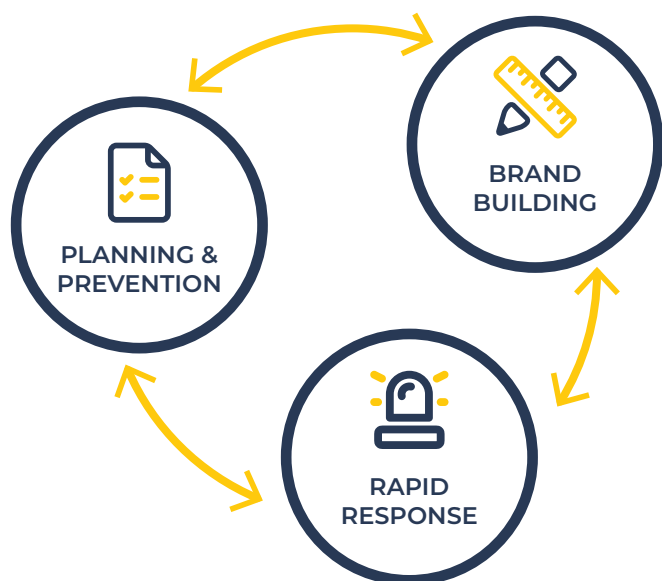 BRAND
BUILDING
PLANNING &
PREVENTION
RAPID
RESPONSE